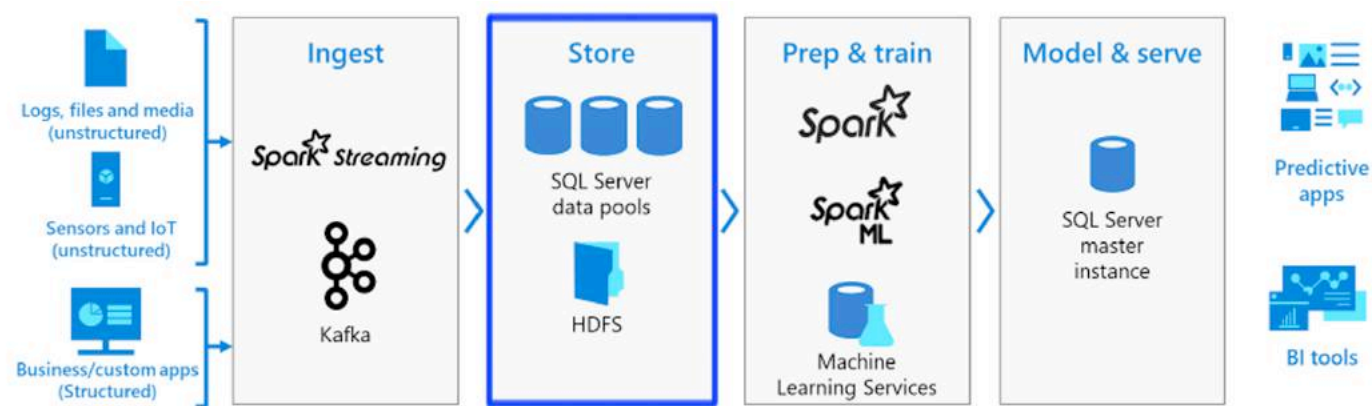 Logs, files and media
(unstructured)
Sensors and IoT
(unstructured)
Business/custom apps
(Structured)
Ingest
Spark Streaming
Kafka
Store
SQL Server
data pools
HDFS
Prep & train
Spark
Spark
ML
Machine
Learning Services
Model & serve
SQL Server
master
instance
Predictive
apps
BI tools